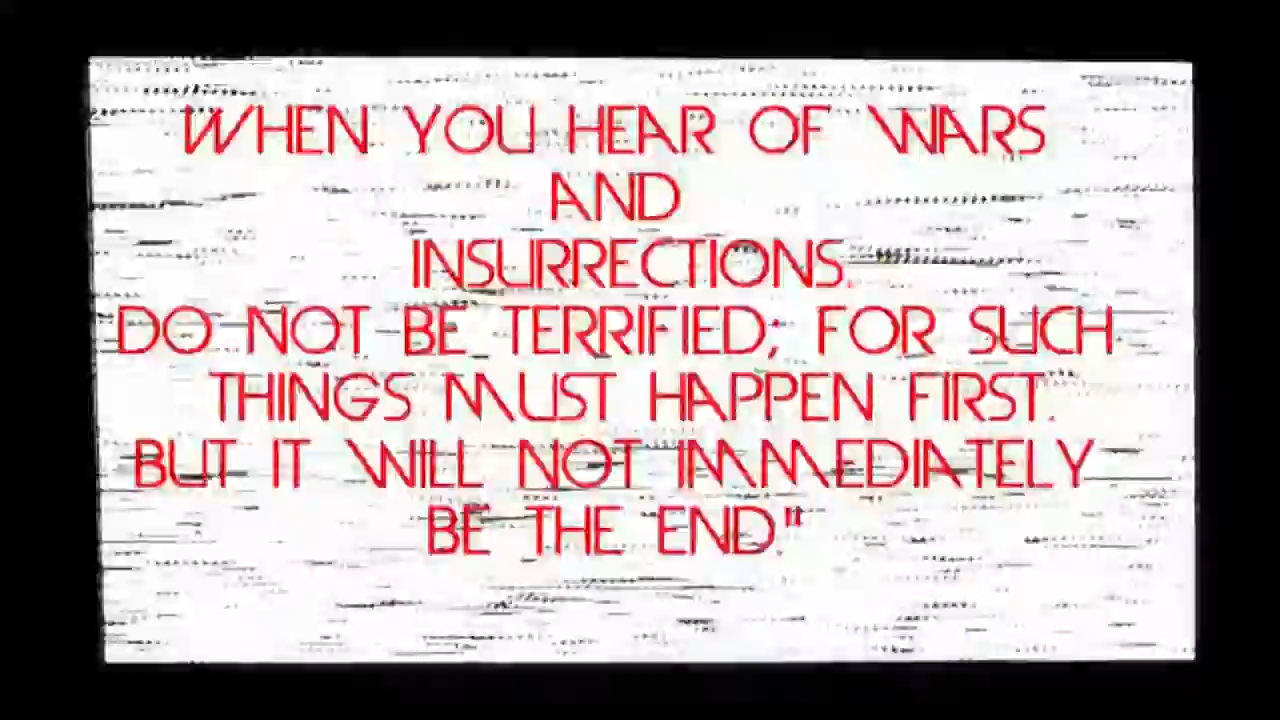 WHEN YOU HEAR OF WARS
AND
INSURRECTIONS,
DO NOT BE TERRIFIED; FOR SUCH
THINGS MUST HAPPEN FIRST.
BUT IT WILL NOT IMMEDIATELY
BE THE END."